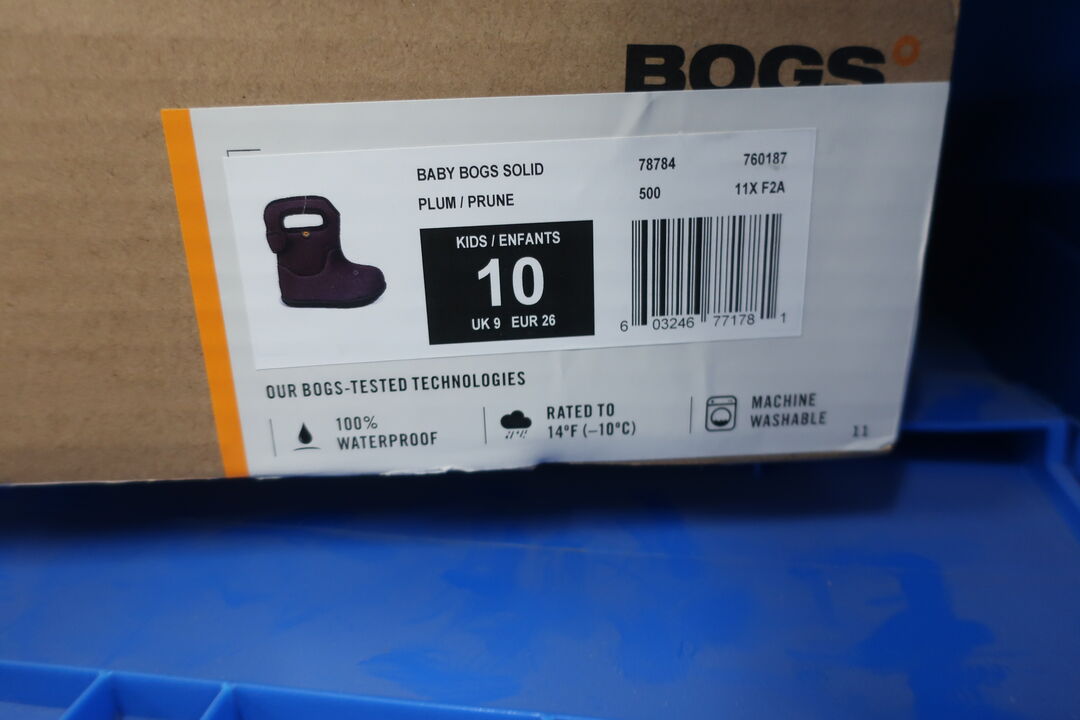 BOGS
BABY BOGS SOLID
PLUM / PRUNE
78784
760187
500
11X F2A
KIDS / ENFANTS
10
UK 9 EUR 26
6 03246 77178 1
OUR BOGS-TESTED TECHNOLOGIES
100%
WATERPROOF
RATED TO
14°F (–10°C)
MACHINE
WASHABLE
11